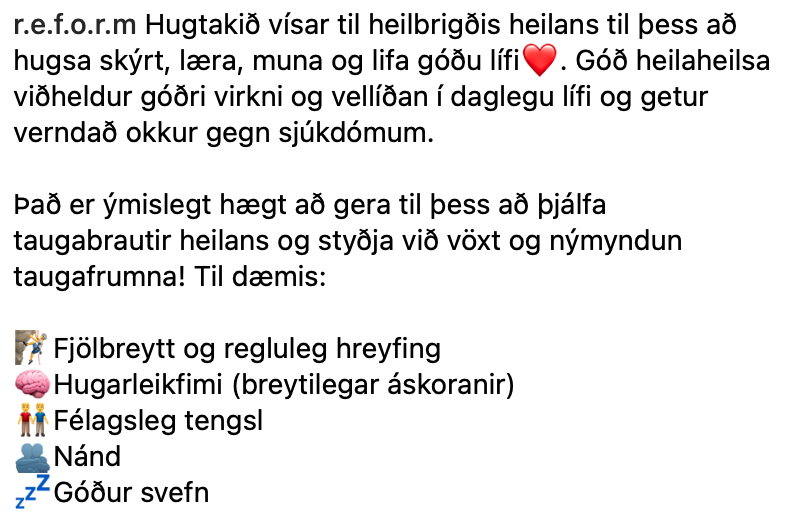 r.e.f.o.r.m Hugtakið vísar til heilbrigðis heilans til þess að
hugsa skýrt, læra, muna og lifa góðu lífi❤️. Góð heilaheilsa
viðheldur góðri virkni og vellíðan í daglegu lífi og getur
verndað okkur gegn sjúkdómum.

Það er ýmislegt hægt að gera til þess að þjálfa
taugabrautir heilans og styðja við vöxt og nýmyndun
taugafrumna! Til dæmis:

🧗Fjölbreytt og regluleg hreyfing
🧠Hugarleikfimi (breytilegar áskoranir)
👬Félagsleg tengsl
🫂Nánd
💤Góður svefn